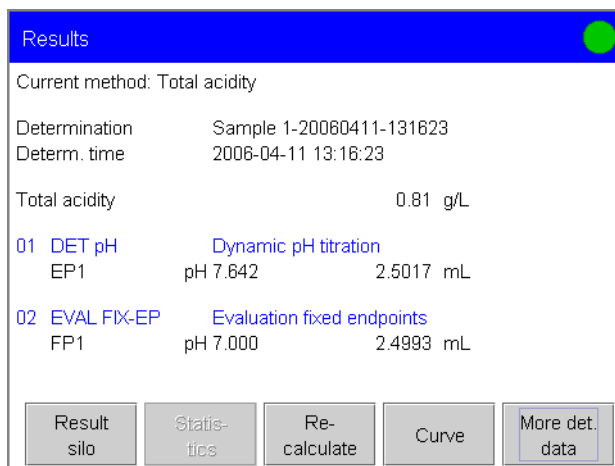 Results
Current method: Total acidity
Determination Sample 1-20060411-131623
Determ. time 2006-04-11 13:16:23
Total acidity 0.81 g/L
01 DET pH Dynamic pH titration
EP1 pH 7.642 2.5017 mL
02 EVAL FIX-EP Evaluation fixed endpoints
FP1 pH 7.000 2.4993 mL
Result
silo
Statis-
tics
Re-
calculate
Curve
More det.
data